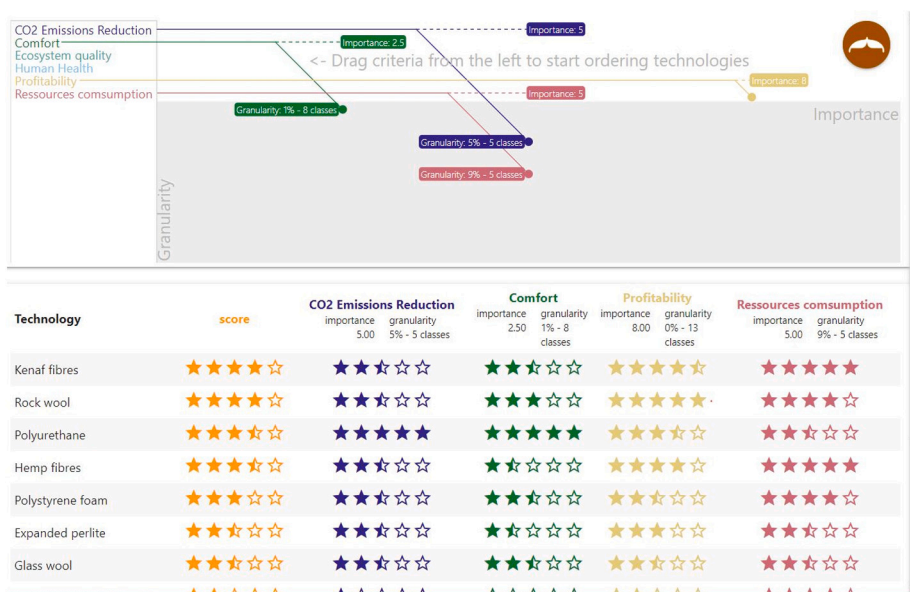 CO2 Emissions Reduction
Importance: 5
Comfort
Importance: 2.5
Ecosystem quality
<- Drag criteria from the left to start ordering technologies
Human Health
Profitability
Importance: 8
Ressources comsumption
Importance: 5
Granularity: 1% - 8 classes
Importance
Granularity: 5% - 5 classes
Granularity: 9% - 5 classes
Granularity
Technology
score
CO2 Emissions Reduction
importance granularity
5.00 5% - 5 classes
Comfort
importance granularity
2.50 1% - 8
classes
Profitability
importance granularity
8.00 0% - 13
classes
Ressources comsumption
importance granularity
5.00 9% - 5 classes
Kenaf fibres
Rock wool
Polyurethane
Hemp fibres
Polystyrene foam
Expanded perlite
Glass wool